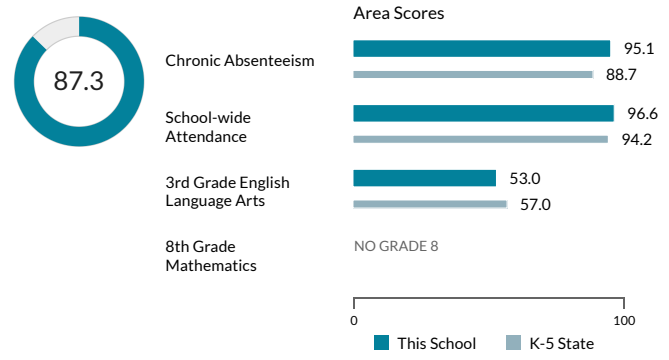 87.3
Area Scores
Chronic Absenteeism
95.1
88.7
School-wide
Attendance
96.6
94.2
3rd Grade English
Language Arts
53.0
57.0
8th Grade
Mathematics
NO GRADE 8
0
100
This School
K-5 State